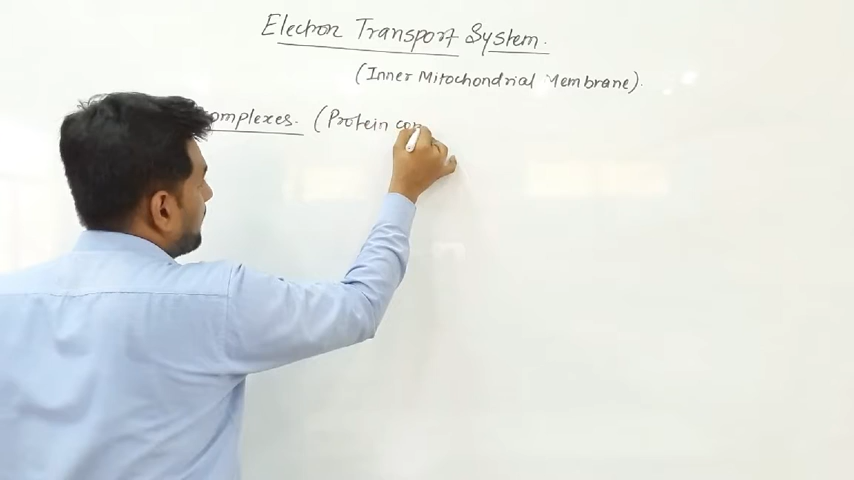 Electron Transport System.
(Inner Mitochondrial Membrane).
omplexes. (Protein co